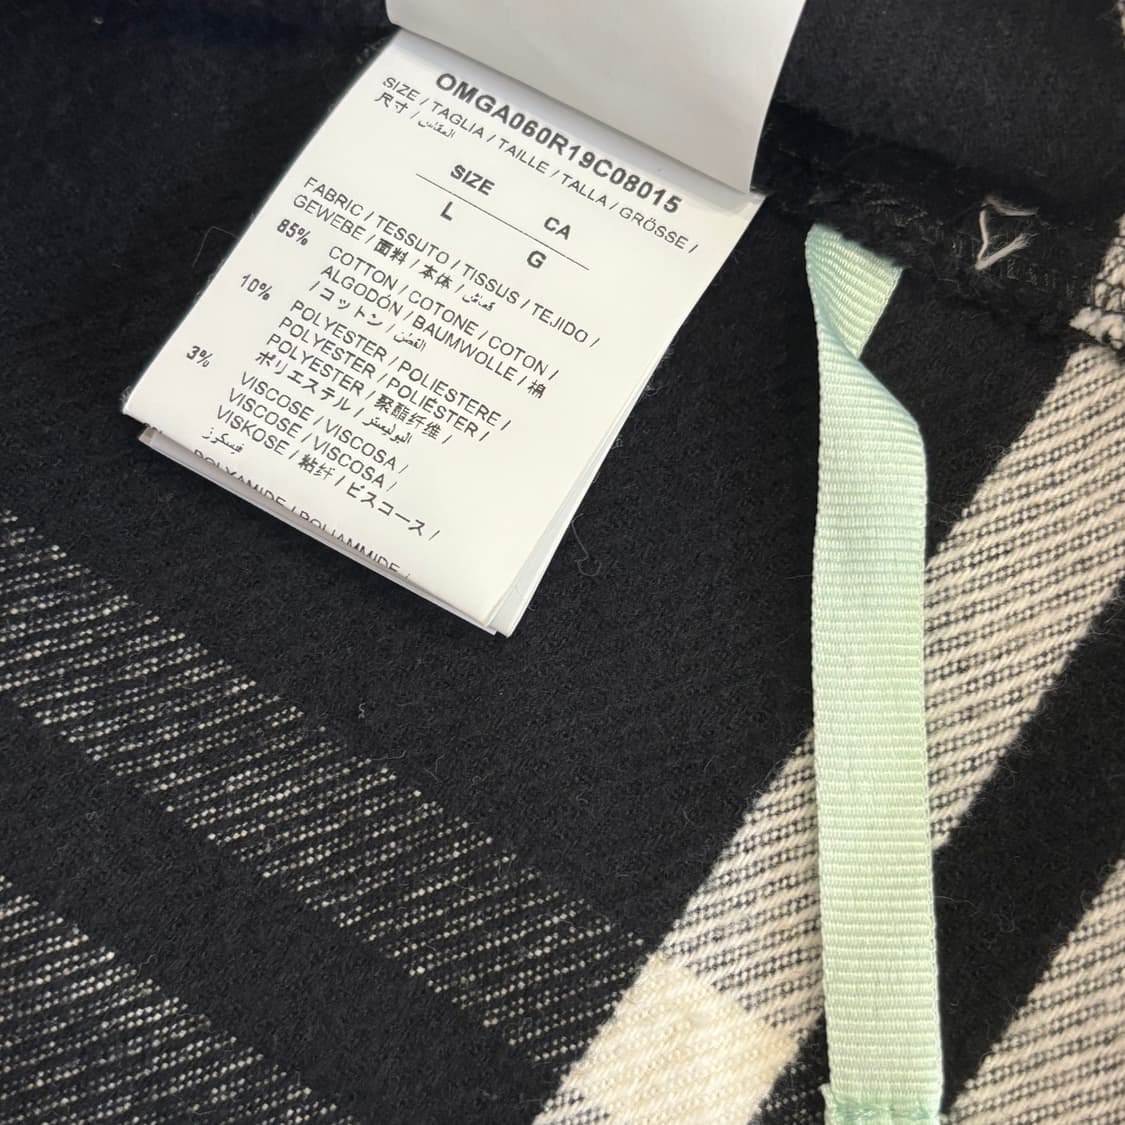 OMGA060R19C08015
SIZE / TAGLIA / TAILLE / TALLA / GRÖSSE /
尺寸 / المقاس
SIZE CA
L G
FABRIC / TESSUTO / TISSUS / TEJIDO /
GEWEBE / 面料 / 本体 / قماش
85% COTTON / COTONE / COTON /
ALGODÓN / BAUMWOLLE / 棉
/ コットン / القطن
10% POLYESTER / POLIESTERE /
POLYESTER / POLIÉSTER /
POLYESTER / 聚酯纤维 /
ポリエステル / البوليستر
3% VISCOSE / VISCOSA /
VISCOSE / VISCOSA /
VISKOSE / 粘纤 / ビスコース /
فيسكوز
POLYAMIDE / POLIAMMIDE /